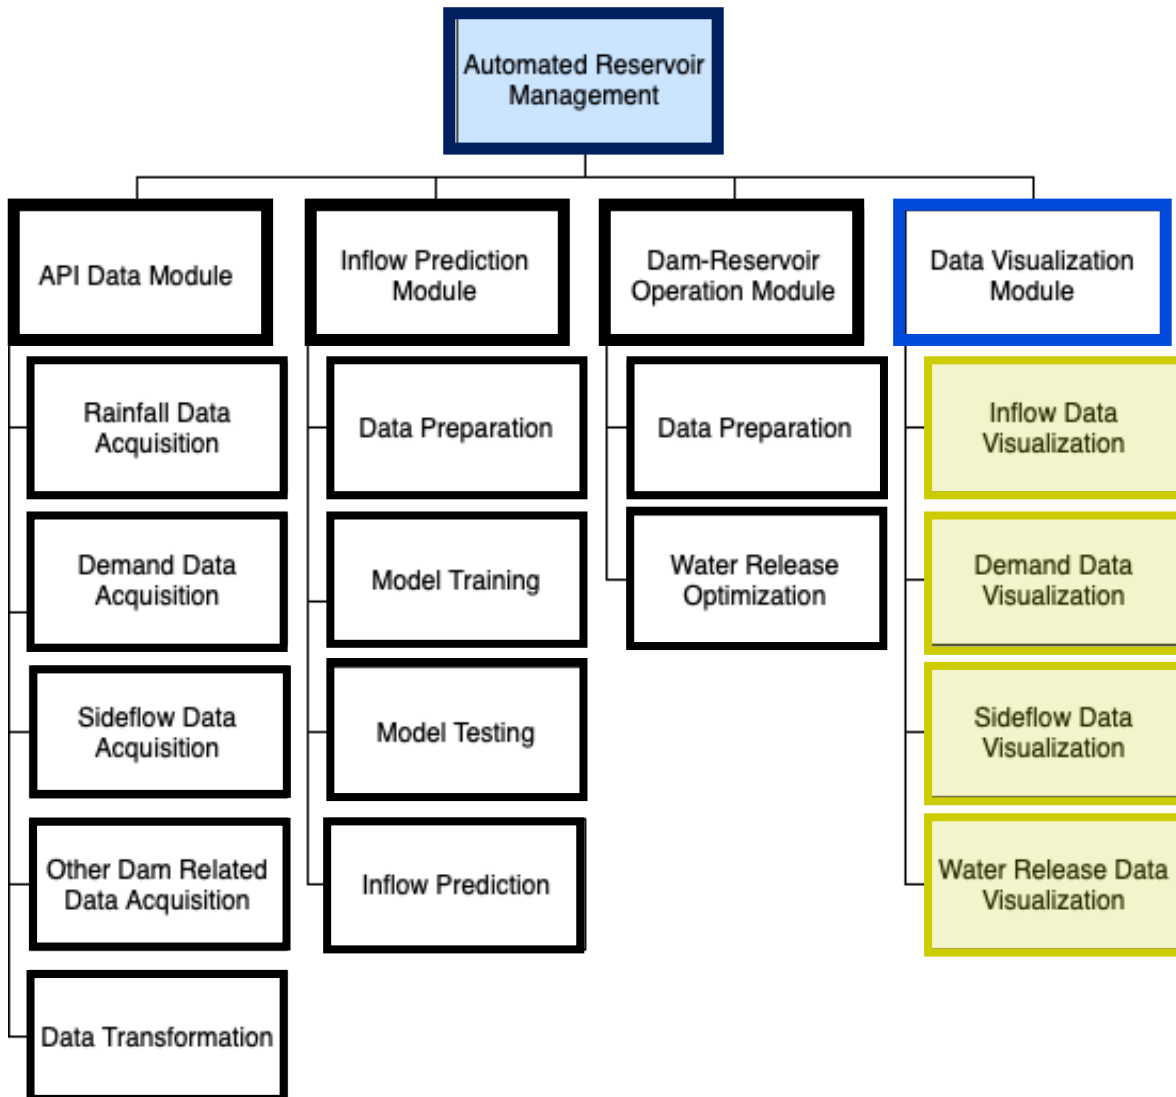 Automated Reservoir
Management
API Data Module
Inflow Prediction
Module
Dam-Reservoir
Operation Module
Data Visualization
Module
Rainfall Data
Acquisition
Data Preparation
Data Preparation
Inflow Data
Visualization
Demand Data
Acquisition
Model Training
Water Release
Optimization
Demand Data
Visualization
Sideflow Data
Acquisition
Model Testing
Sideflow Data
Visualization
Other Dam Related
Data Acquisition
Inflow Prediction
Water Release Data
Visualization
Data Transformation